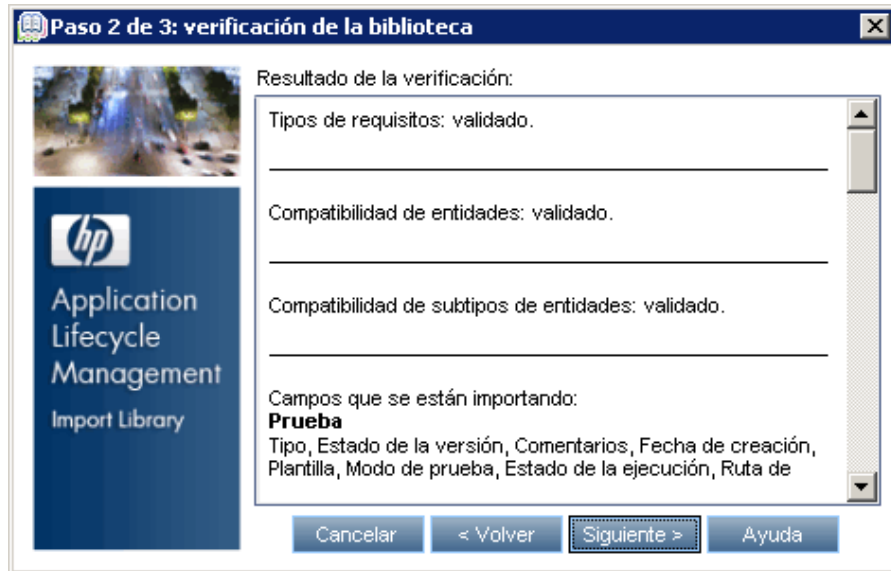 Paso 2 de 3: verificación de la biblioteca
Resultado de la verificación:
Tipos de requisitos: validado.
Compatibilidad de entidades: validado.
Compatibilidad de subtipos de entidades: validado.
Campos que se están importando:
Prueba
Tipo, Estado de la versión, Comentarios, Fecha de creación,
Plantilla, Modo de prueba, Estado de la ejecución, Ruta de
hp
Application
Lifecycle
Management
Import Library
Cancelar
< Volver
Siguiente >
Ayuda